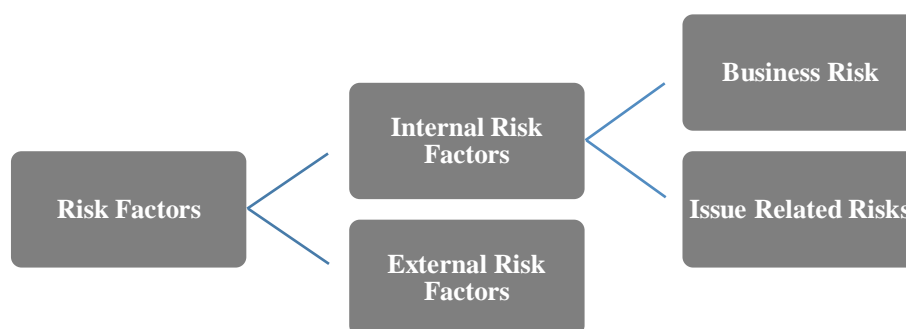 Risk Factors
Internal Risk
Factors
External Risk
Factors
Business Risk
Issue Related Risks